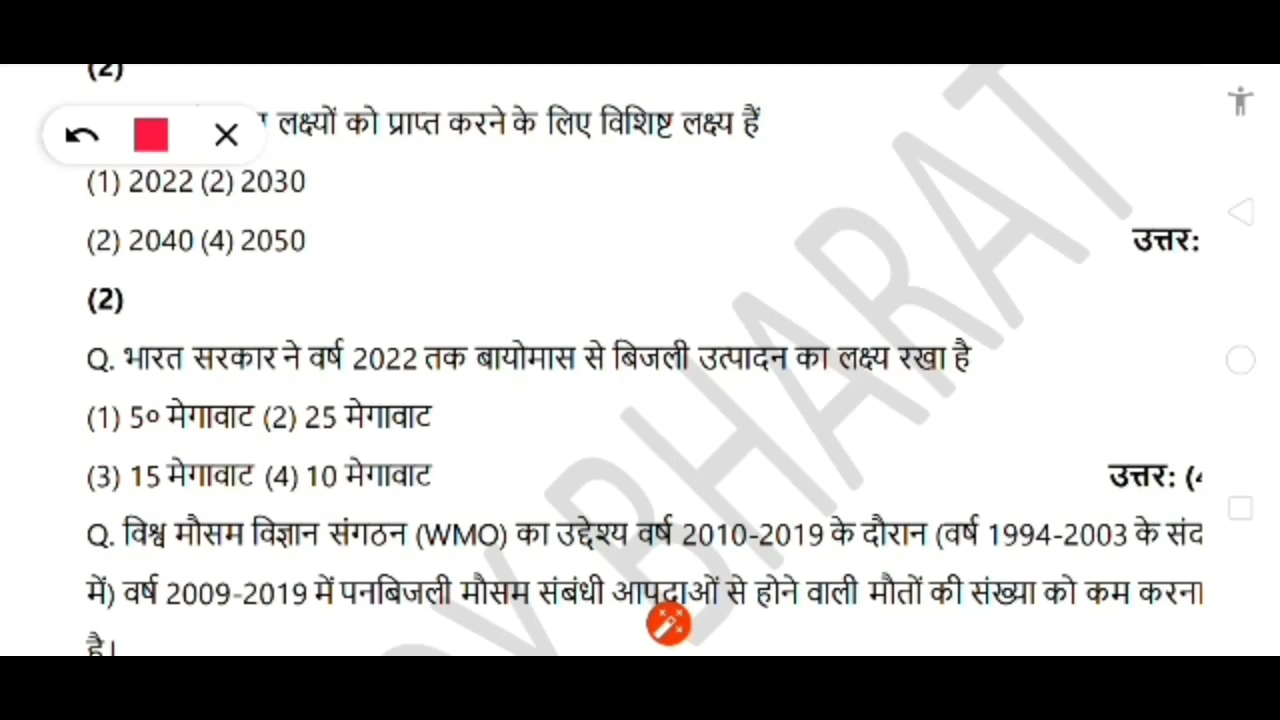 (2)
लक्ष्यों को प्राप्त करने के लिए विशिष्ट लक्ष्य हैं
(1) 2022 (2) 2030
(2) 2040 (4) 2050 उत्तर:
(2)
Q. भारत सरकार ने वर्ष 2022 तक बायोमास से बिजली उत्पादन का लक्ष्य रखा है
(1) 5० मेगावाट (2) 25 मेगावाट
(3) 15 मेगावाट (4) 10 मेगावाट उत्तर: (4
Q. विश्व मौसम विज्ञान संगठन (WMO) का उद्देश्य वर्ष 2010-2019 के दौरान (वर्ष 1994-2003 के संद
में) वर्ष 2009-2019 में पनबिजली मौसम संबंधी आपदाओं से होने वाली मौतों की संख्या को कम करना
है।
BHARAT